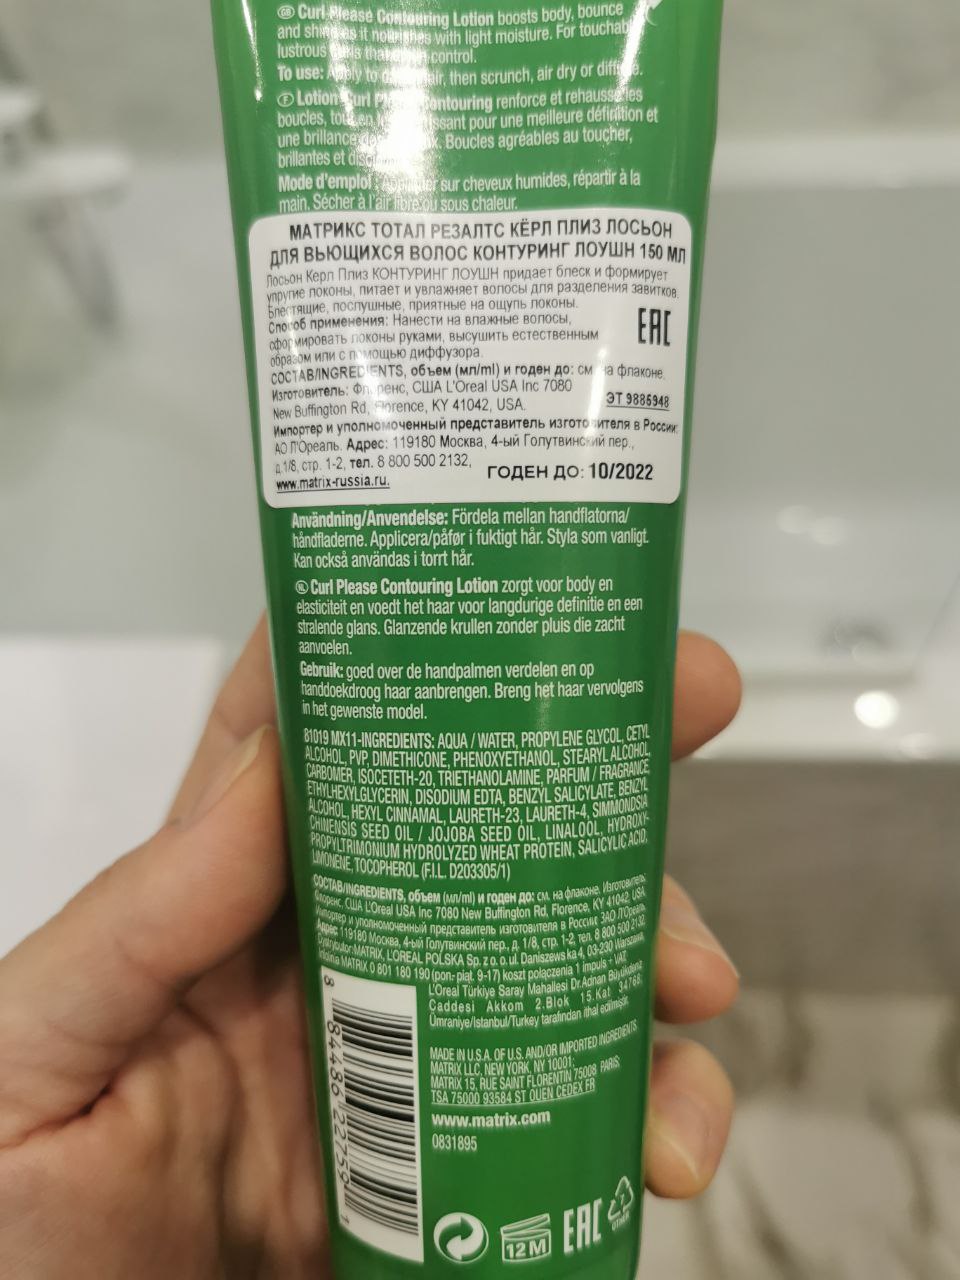 GB Curl Please Contouring Lotion boosts body, bounce
and shine as it nourishes with light moisture. For touchable
lustrous curls that control.
To use: Apply to hair, then scrunch, air dry or diffuse.
F Lotion Curl Please Contouring renforce et rehausse les
boucles, tout en pour une meilleure définition et
une brillance Boucles agréables au toucher,
brillantes et
Mode d'emploi : Appliquer sur cheveux humides, répartir à la
main. Sécher à l'air libre ou sous chaleur.
МАТРИКС ТОТАЛ РЕЗАЛТС КЁРЛ ПЛИЗ ЛОСЬОН
ДЛЯ ВЬЮЩИХСЯ ВОЛОС КОНТУРИНГ ЛОУШН 150 МЛ
Лосьон Керл Плиз КОНТУРИНГ ЛОУШН придает блеск и формирует
упругие локоны, питает и увлажняет волосы для разделения завитков.
Блестящие, послушные, приятные на ощупь локоны.
Способ применения: Нанести на влажные волосы,
сформировать локоны руками, высушить естественным
образом или с помощью диффузора.
EAC
СОСТАВ/INGREDIENTS, объем (мл/ml) и годен до: см. на флаконе.
Изготовитель: Флоренс, США L'Oreal USA Inc 7080
New Buffington Rd, Florence, KY 41042, USA.
ЭТ 9886948
Импортер и уполномоченный представитель изготовителя в России:
АО Л'Ореаль. Адрес: 119180 Москва, 4-ый Голутвинский пер.,
д.1/8, стр. 1-2, тел. 8 800 500 2132,
www.matrix-russia.ru.
ГОДЕН ДО: 10/2022
Användning/Anvendelse: Fördela mellan handflatorna/
håndfladerne. Applicera/påfør i fuktigt hår. Styla som vanligt.
Kan också användas i torrt hår.
NL Curl Please Contouring Lotion zorgt voor body en
elasticiteit en voedt het haar voor langdurige definitie en een
stralende glans. Glanzende krullen zonder pluis die zacht
aanvoelen.
Gebruik: goed over de handpalmen verdelen en op
handdoekdroog haar aanbrengen. Breng het haar vervolgens
in het gewenste model.
81019 MX11-INGREDIENTS: AQUA / WATER, PROPYLENE GLYCOL, CETYL
ALCOHOL, PVP, DIMETHICONE, PHENOXYETHANOL, STEARYL ALCOHOL,
CARBOMER, ISOCETETH-20, TRIETHANOLAMINE, PARFUM / FRAGRANCE,
ETHYLHEXYLGLYCERIN, DISODIUM EDTA, BENZYL SALICYLATE, BENZYL
ALCOHOL, HEXYL CINNAMAL, LAURETH-23, LAURETH-4, SIMMONDSIA
CHINENSIS SEED OIL / JOJOBA SEED OIL, LINALOOL, HYDROXY-
PROPYLTRIMONIUM HYDROLYZED WHEAT PROTEIN, SALICYLIC ACID,
LIMONENE, TOCOPHEROL (F.I.L. D203305/1)
СОСТАВ/INGREDIENTS, объем (мл/ml) и годен до: см. на флаконе. Изготовитель:
Флоренс, США L'Oreal USA Inc 7080 New Buffington Rd, Florence, KY 41042, USA.
Импортер и уполномоченный представитель изготовителя в России: ЗАО Л'Ореаль.
Адрес: 119180 Москва, 4-ый Голутвинский пер., д. 1/8, стр. 1-2, тел. 8 800 500 2132.
Dystrybutor: MATRIX, L'OREAL POLSKA Sp. z o. o. ul. Daniszewska 4, 03-230 Warszawa,
Infolinia MATRIX 0 801 180 190 (pon.-piąt. 9-17) koszt połączenia 1 impuls + VAT.
L'Oreal Türkiye Saray Mahallesi Dr.Adnan Büyükdeniz
Caddesi Akkom 2.Blok 15.Kat 34768
Ümraniye/Istanbul/Turkey tarafından ithal edilmiştir.
MADE IN U.S.A. OF U.S. AND/OR IMPORTED INGREDIENTS.
MATRIX LLC, NEW YORK, NY 10001.
MATRIX 15, RUE SAINT FLORENTIN 75008 PARIS
TSA 75000 93584 ST OUEN CEDEX FR
www.matrix.com
0831895
8 84486 22759 1
12M
EAC
7
OTHER